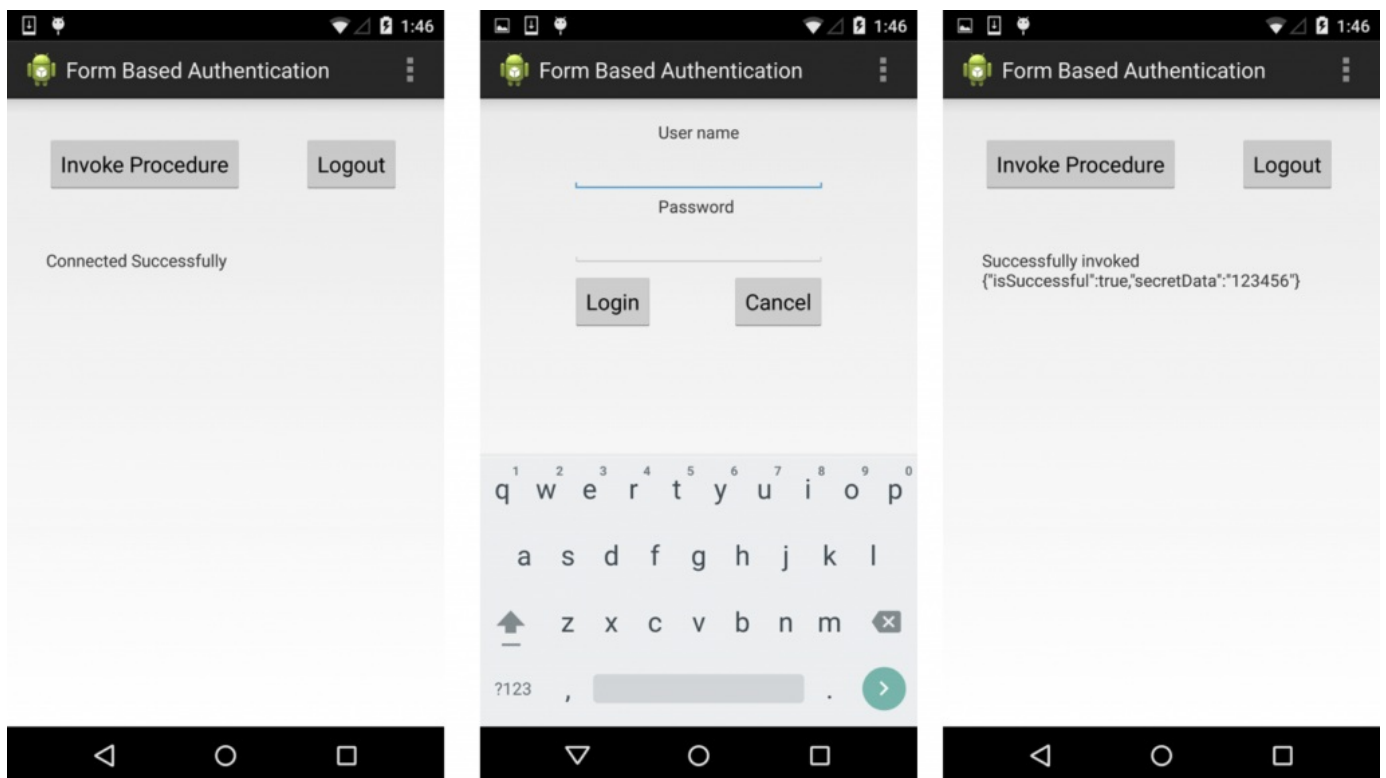 1:46
Form Based Authentication
Invoke Procedure Logout
Connected Successfully
1:46
Form Based Authentication
User name
Password
Login Cancel
1 2 3 4 5 6 7 8 9 0
q w e r t y u i o p
a s d f g h j k l
z x c v b n m
?123 , .
1:46
Form Based Authentication
Invoke Procedure Logout
Successfully invoked
{"isSuccessful":true,"secretData":"123456"}